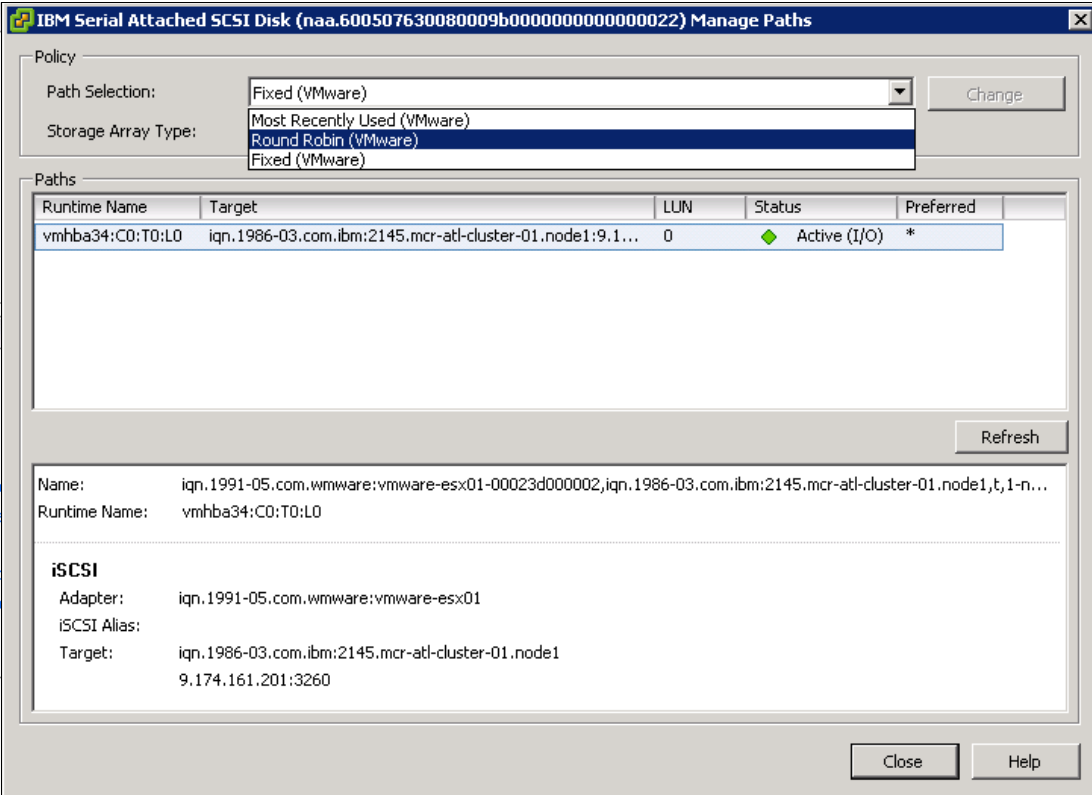 IBM Serial Attached SCSI Disk (naa.600507630080009b0000000000000022) Manage Paths
Policy
Path Selection: Fixed (VMware) Change
Most Recently Used (VMware)
Storage Array Type: Round Robin (VMware)
Fixed (VMware)
Paths
Runtime Name Target LUN Status Preferred
vmhba34:C0:T0:L0 iqn.1986-03.com.ibm:2145.mcr-atl-cluster-01.node1:9.1... 0 Active (I/O) *
Refresh
Name: iqn.1991-05.com.wmware:vmware-esx01-00023d000002,iqn.1986-03.com.ibm:2145.mcr-atl-cluster-01.node1,t,1-n...
Runtime Name: vmhba34:C0:T0:L0
iSCSI
Adapter: iqn.1991-05.com.wmware:vmware-esx01
iSCSI Alias:
Target: iqn.1986-03.com.ibm:2145.mcr-atl-cluster-01.node1
9.174.161.201:3260
Close Help